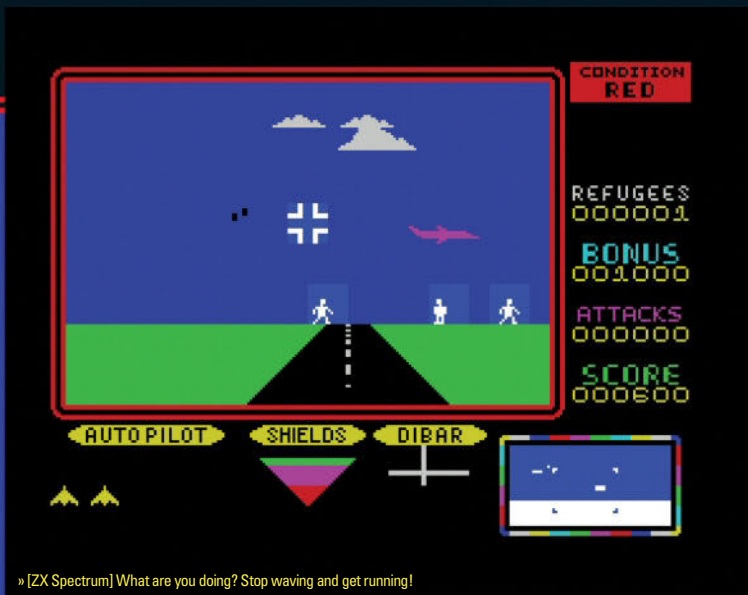 CONDITION
RED
REFUGEES
000001
BONUS
001000
ATTACKS
000000
SCORE
000600
AUTO PILOT
SHIELDS
DIBAR
» [ZX Spectrum] What are you doing? Stop waving and get running!